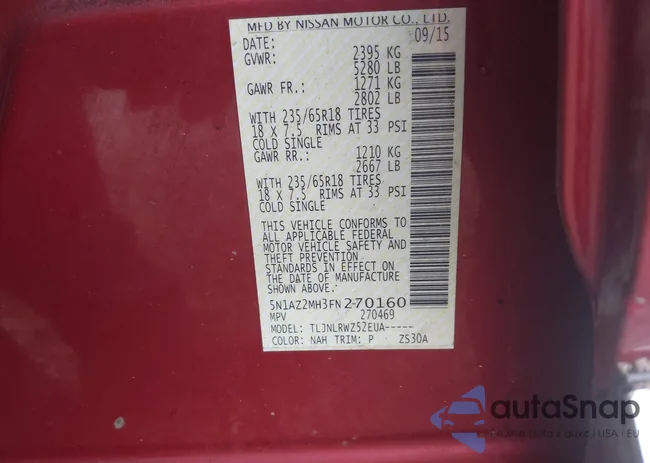 MFD BY NISSAN MOTOR CO., LTD.
DATE: 09/15
GVWR: 2395 KG
5280 LB
GAWR FR.: 1271 KG
2802 LB
WITH 235/65R18 TIRES
18 X 7.5 RIMS AT 33 PSI
COLD SINGLE
GAWR RR.: 1210 KG
2667 LB
WITH 235/65R18 TIRES
18 X 7.5 RIMS AT 33 PSI
COLD SINGLE
THIS VEHICLE CONFORMS TO
ALL APPLICABLE FEDERAL
MOTOR VEHICLE SAFETY AND
THEFT PREVENTION
STANDARDS IN EFFECT ON
THE DATE OF MANUFACTURE
SHOWN ABOVE.
5N1AZ2MH3FN270160
MPV 270469
MODEL: TLJNLRWZ52EUA-----
COLOR: NAH TRIM: P ZS30A
autaSnap
/ USA / EU